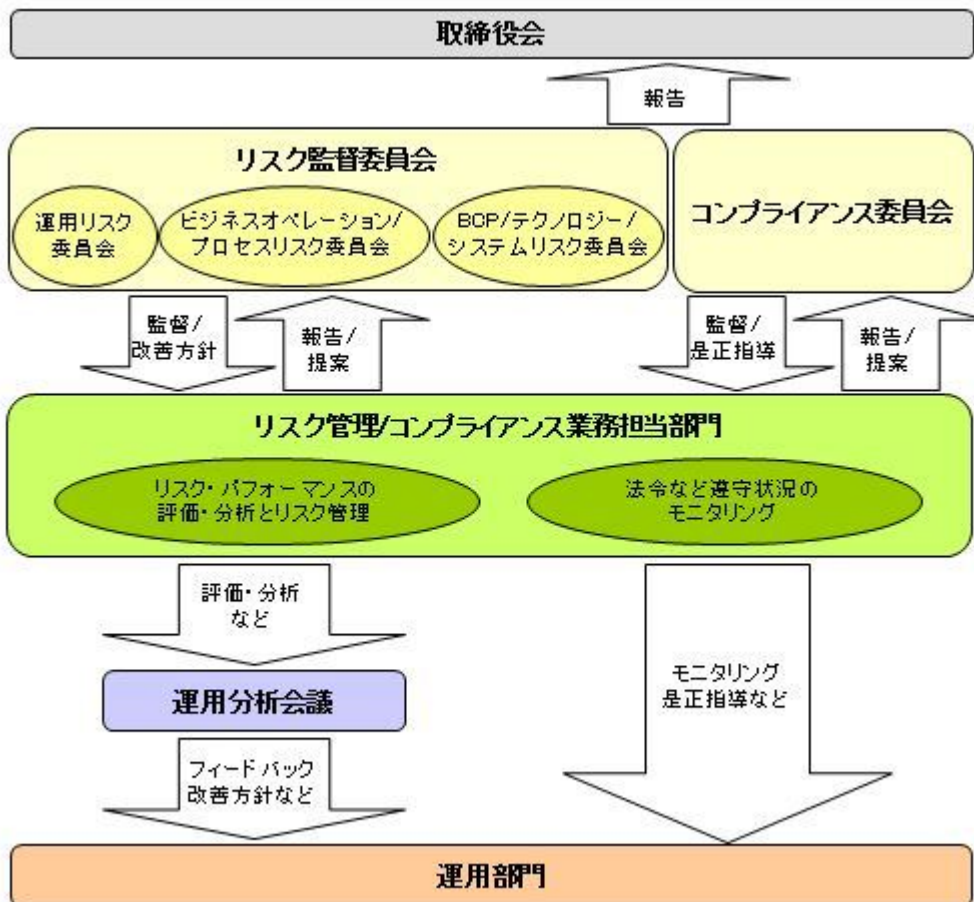 取締役会
報告
リスク監督委員会
運用リスク
委員会
ビジネスオペレーション/
プロセスリスク委員会
BCP/テクノロジー/
システムリスク委員会
コンプライアンス委員会
監督/
改善方針
報告/
提案
監督/
是正指導
報告/
提案
リスク管理/コンプライアンス業務担当部門
リスク・パフォーマンスの
評価・分析とリスク管理
法令など遵守状況の
モニタリング
評価・分析
など
運用分析会議
モニタリング
是正指導など
フィードバック
改善方針など
運用部門